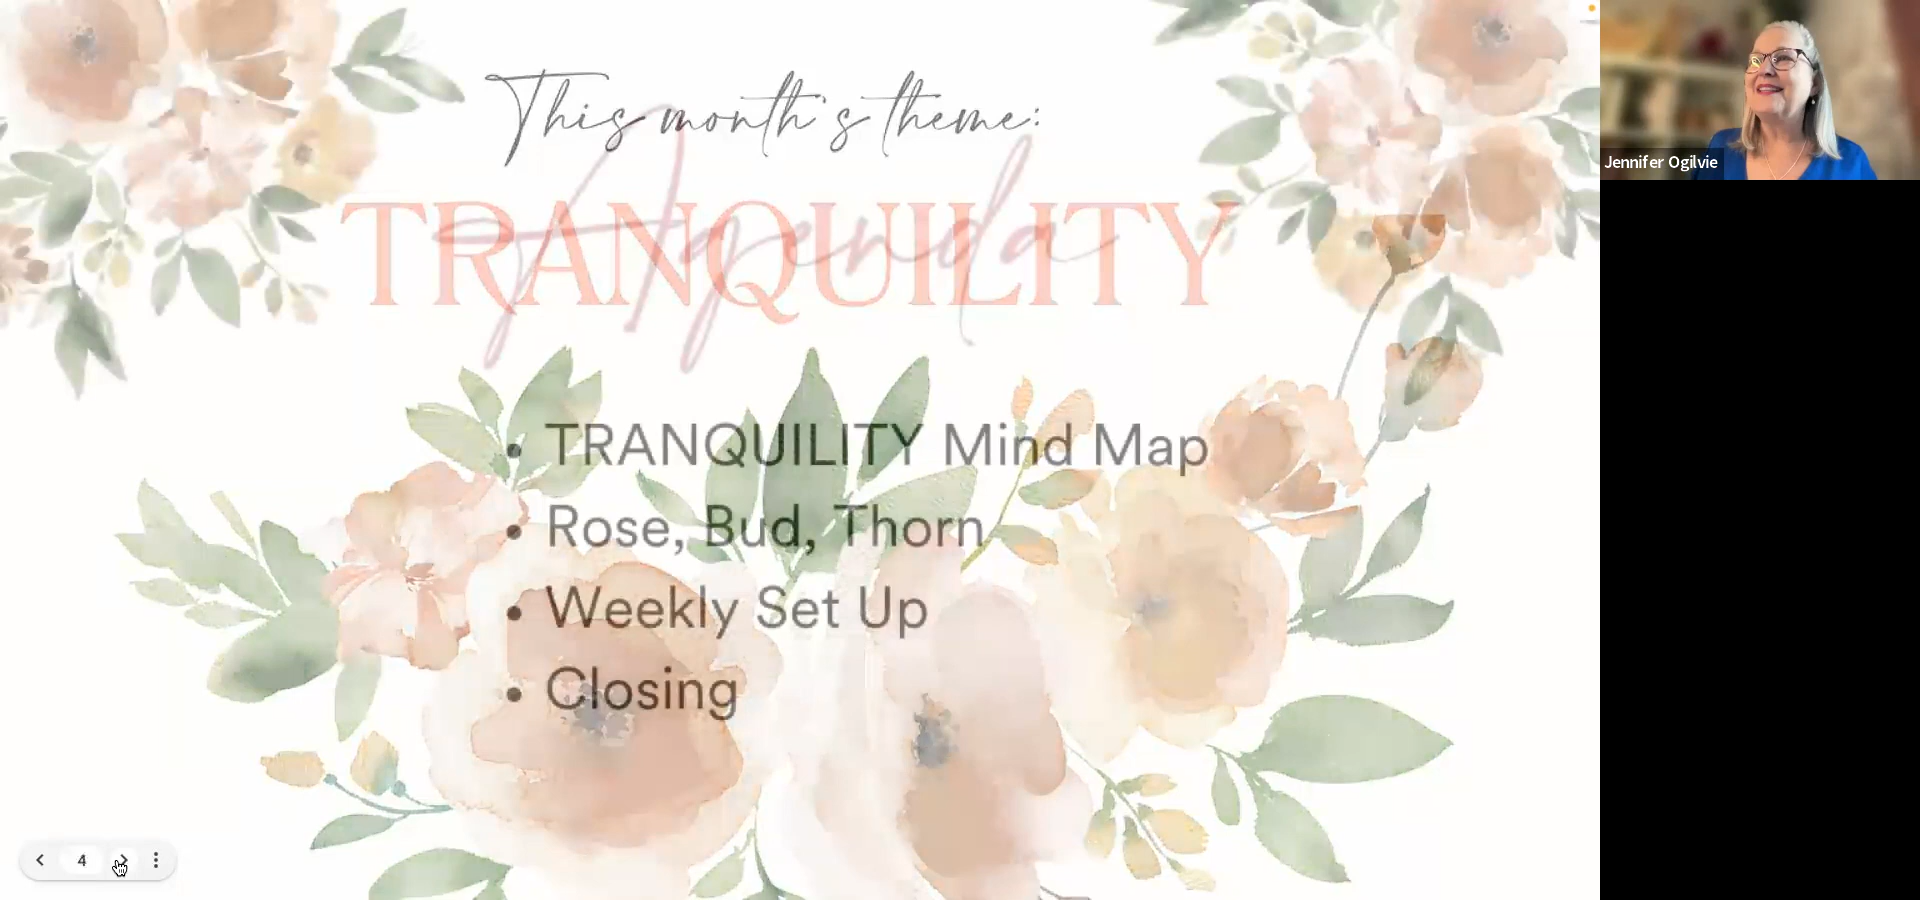 This month's theme:
TRANQUILITY
Agenda
• TRANQUILITY Mind Map
• Rose, Bud, Thorn
• Weekly Set Up
• Closing
4
Jennifer Ogilvie